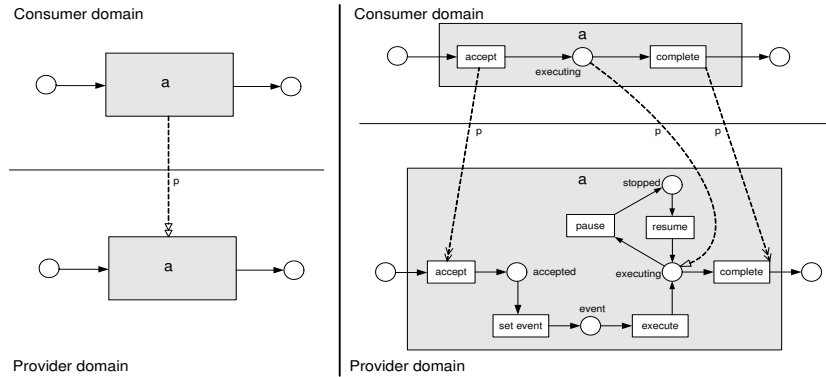 Consumer domain
a
p
a
Provider domain
Consumer domain
a
accept
executing
complete
p
p
p
a
stopped
pause
resume
accept
accepted
executing
complete
event
set event
execute
Provider domain